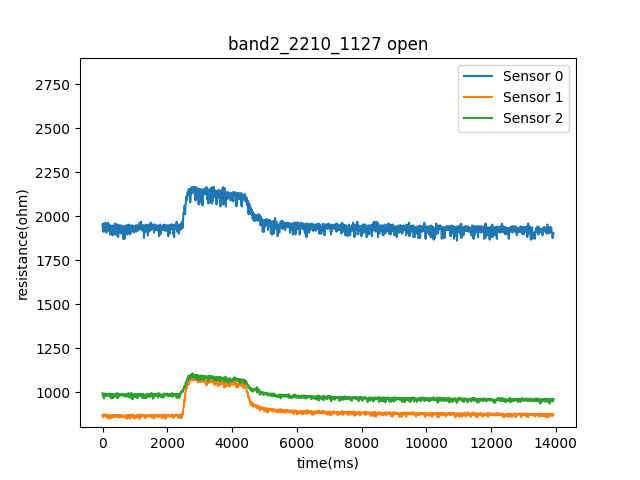 band2_2210_1127 open
Sensor 0
Sensor 1
Sensor 2
2750
2500
2250
2000
1750
1500
1250
1000
resistance(ohm)
0 2000 4000 6000 8000 10000 12000 14000
time(ms)